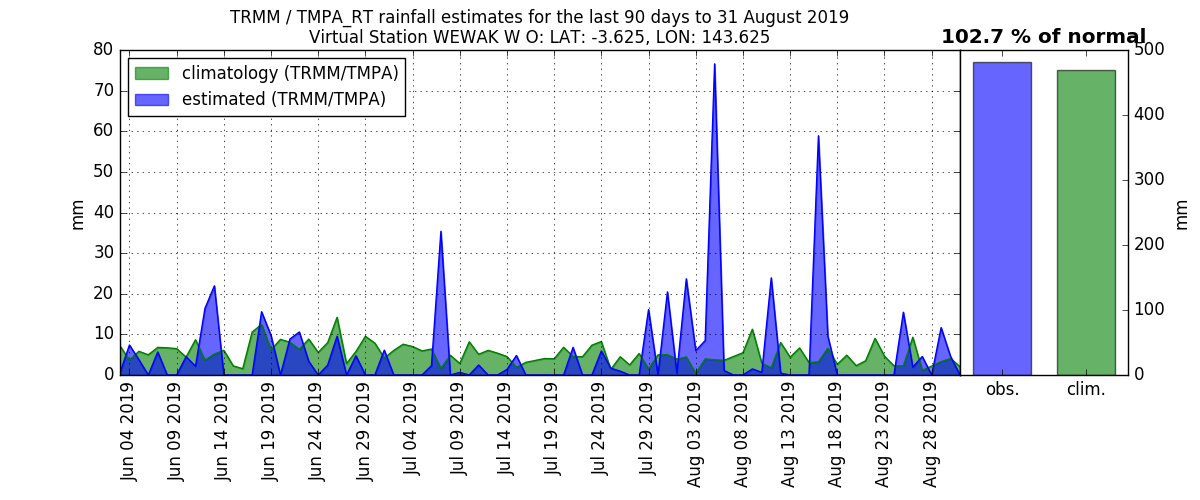 TRMM / TMPA_RT rainfall estimates for the last 90 days to 31 August 2019
Virtual Station WEWAK W O: LAT: -3.625, LON: 143.625
102.7 % of normal
climatology (TRMM/TMPA)
estimated (TRMM/TMPA)
80
70
60
50
40
30
20
10
0
mm
Jun 04 2019
Jun 09 2019
Jun 14 2019
Jun 19 2019
Jun 24 2019
Jun 29 2019
Jul 04 2019
Jul 09 2019
Jul 14 2019
Jul 19 2019
Jul 24 2019
Jul 29 2019
Aug 03 2019
Aug 08 2019
Aug 13 2019
Aug 18 2019
Aug 23 2019
Aug 28 2019
obs.
clim.
500
400
300
200
100
0
mm